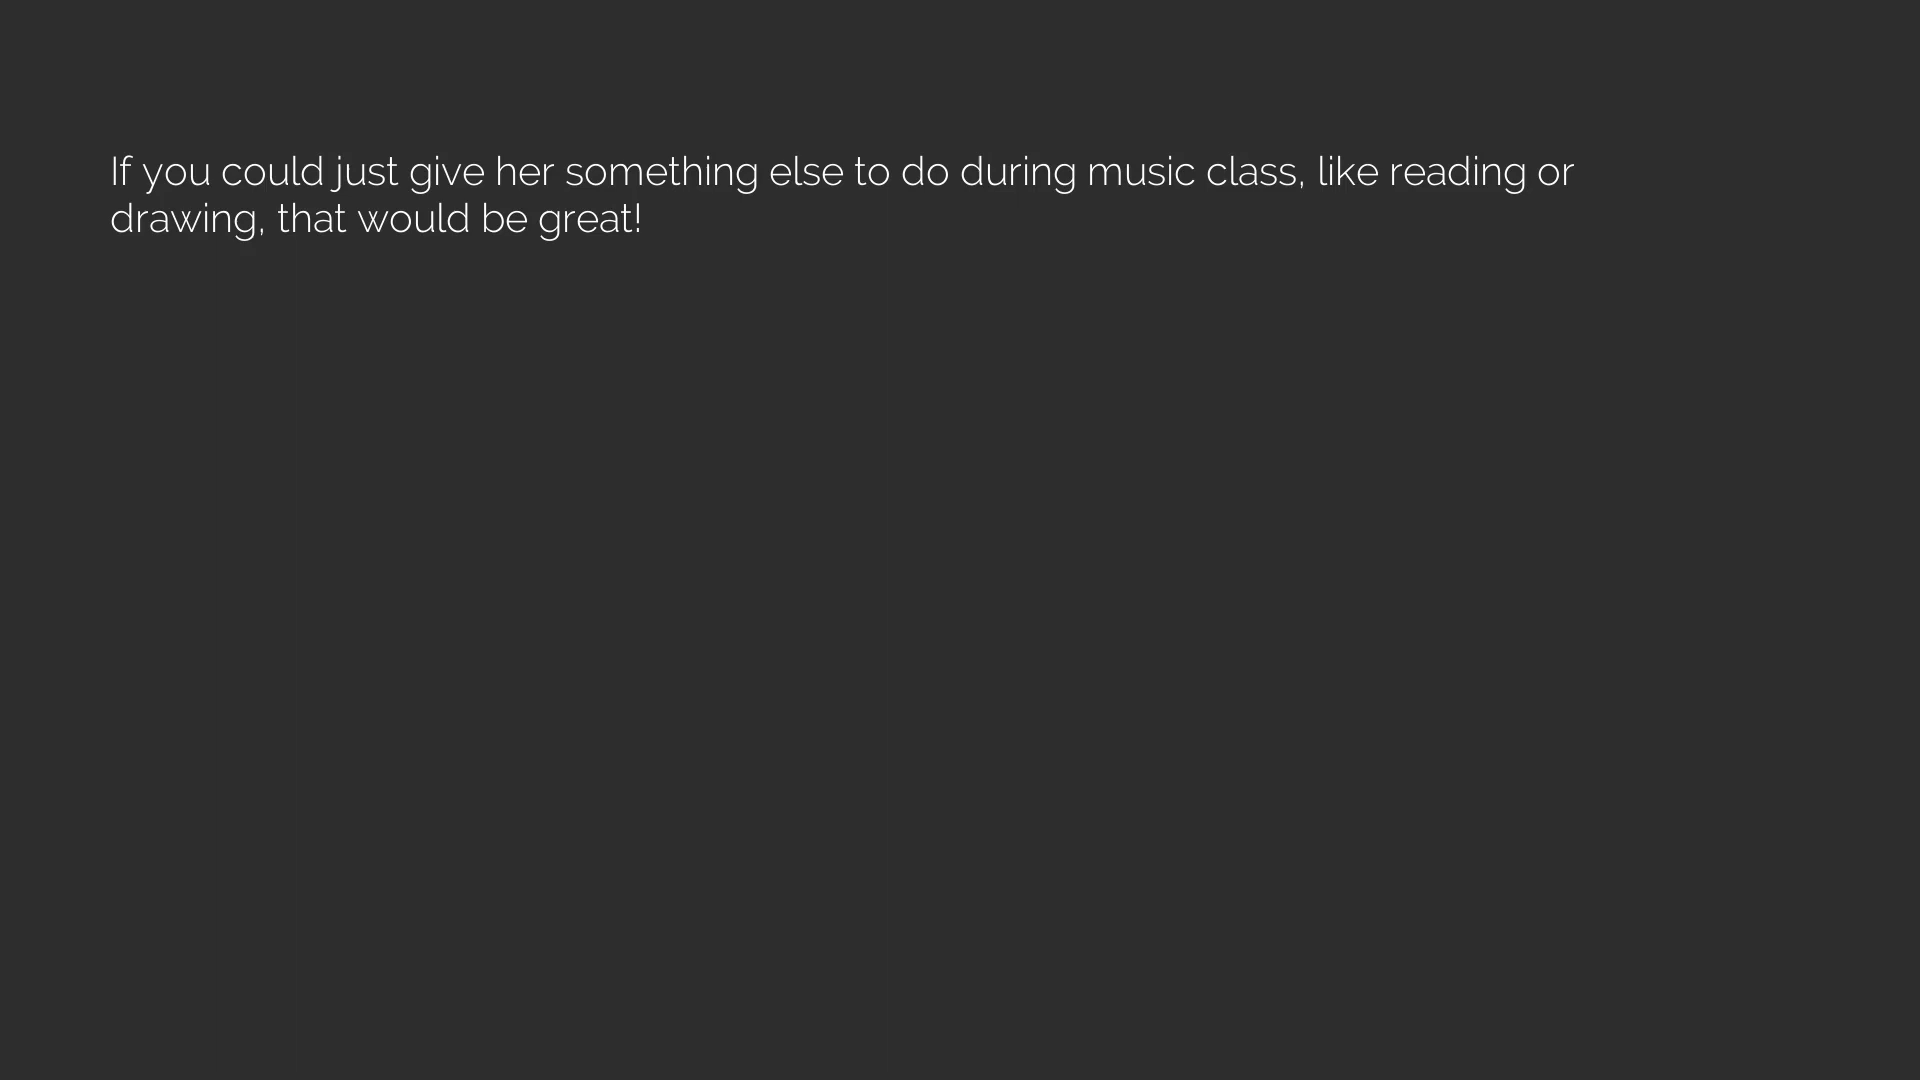 If you could just give her something else to do during music class, like reading or
drawing, that would be great!